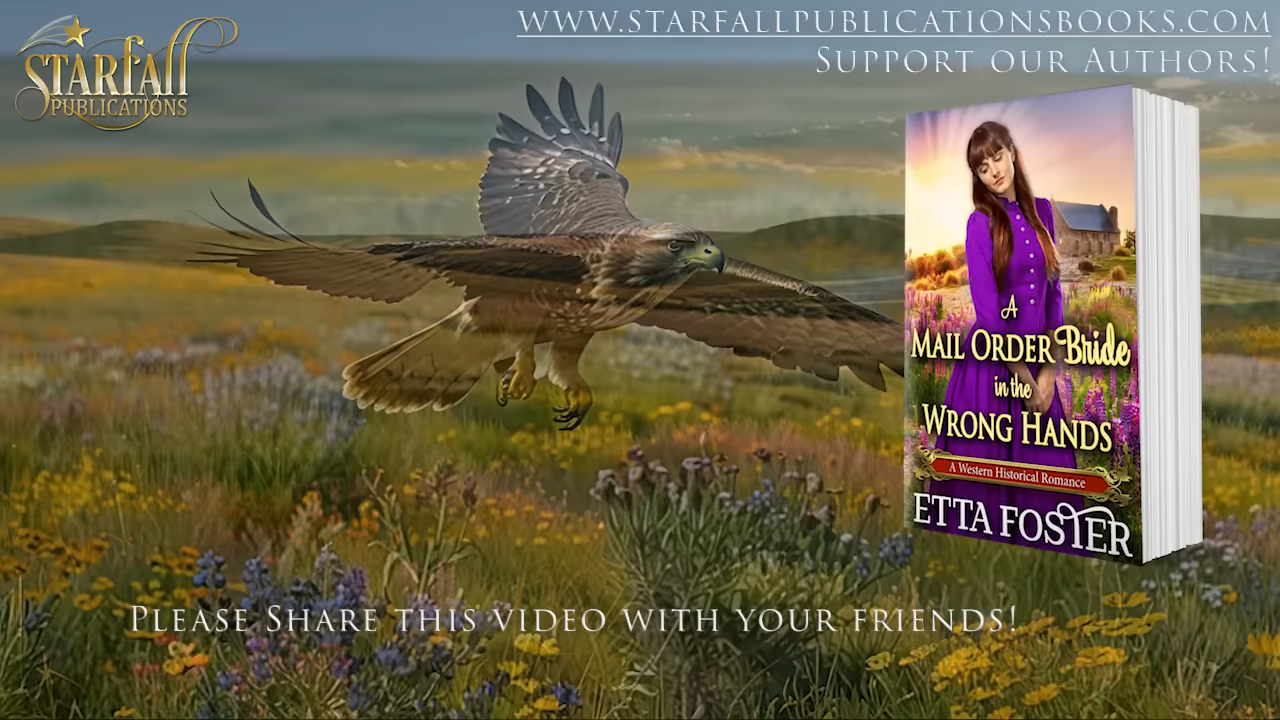 STARfall
PUBLICATIONS
WWW.STARFALLPUBLICATIONSBOOKS.COM
SUPPORT OUR AUTHORS!
A
MAIL ORDER Bride
in the
WRONG HANDS
A Western Historical Romance
ETTA FOSTER
PLEASE SHARE THIS VIDEO WITH YOUR FRIENDS!